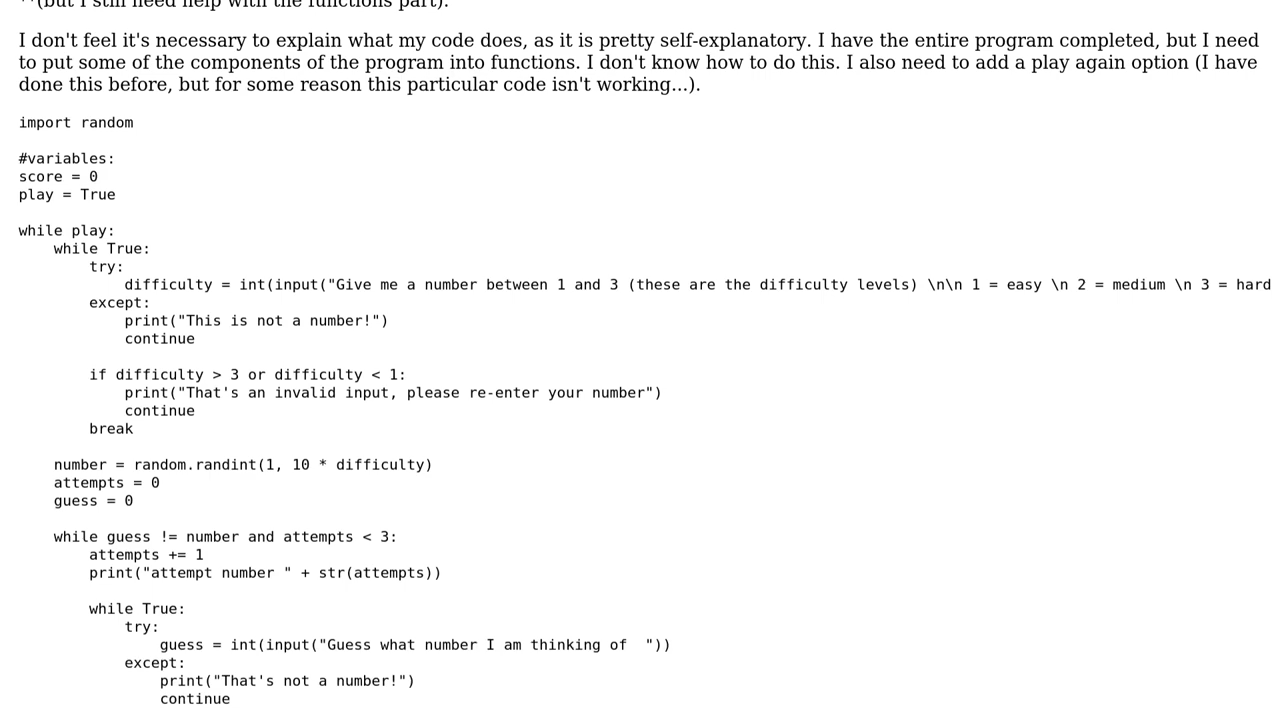 **(but I still need help with the functions part).
I don't feel it's necessary to explain what my code does, as it is pretty self-explanatory. I have the entire program completed, but I need
to put some of the components of the program into functions. I don't know how to do this. I also need to add a play again option (I have
done this before, but for some reason this particular code isn't working...).
import random
#variables:
score = 0
play = True
while play:
    while True:
        try:
            difficulty = int(input("Give me a number between 1 and 3 (these are the difficulty levels) \n\n 1 = easy \n 2 = medium \n 3 = hard
        except:
            print("This is not a number!")
            continue
        if difficulty > 3 or difficulty < 1:
            print("That's an invalid input, please re-enter your number")
            continue
        break
    number = random.randint(1, 10 * difficulty)
    attempts = 0
    guess = 0
    while guess != number and attempts < 3:
        attempts += 1
        print("attempt number " + str(attempts))
        while True:
            try:
                guess = int(input("Guess what number I am thinking of  "))
            except:
                print("That's not a number!")
                continue